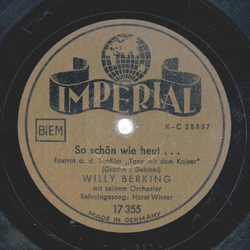 IMPERIAL
BIEM
K-C 28857
So schön wie heut . . .
Foxtrot a. d. Tonfilm „Tanz mit dem Kaiser"
(Grothe / Dehmel)
WILLY BERKING
mit seinem Orchester
Refraingesang: Horst Winter
17 355
MADE IN GERMANY